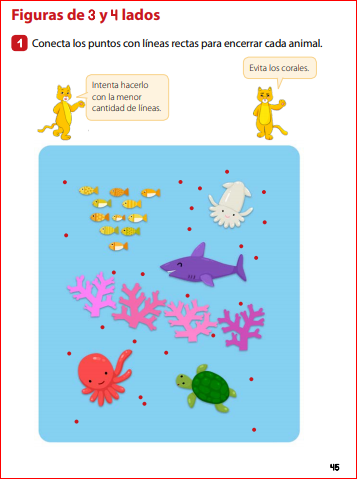 Figuras de 3 y 4 lados
1 Conecta los puntos con líneas rectas para encerrar cada animal.
Intenta hacerlo
con la menor
cantidad de líneas.
Evita los corales.
45